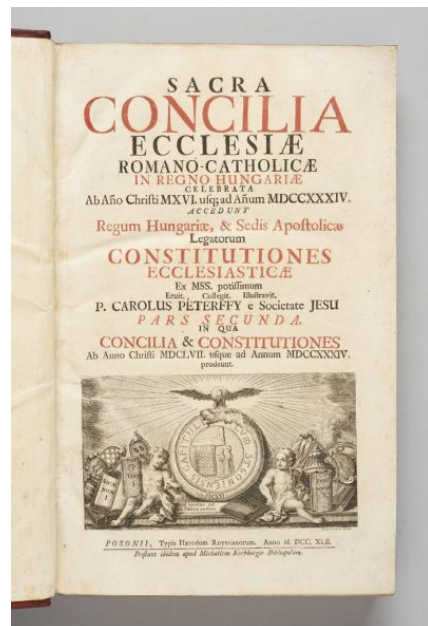 SACRA
CONCILIA
ECCLESIÆ
ROMANO-CATHOLICÆ
IN REGNO HUNGARIÆ
CELEBRATA
Ab Año Christi MXVI. usq; ad Añum MDCCXXXIV.
ACCEDUNT
Regum Hungariæ, & Sedis Apostolicæ
Legatorum
CONSTITUTIONES
ECCLESIASTICÆ
Ex MSS. potissimum
Eruit. Collegit. Illustravit.
P. CAROLUS PETERFFY e Societate JESU
PARS SECUNDA.
IN QUA
CONCILIA & CONSTITUTIONES
Ab Anno Christi MDCLVII. usque ad Annum MDCCXXXIV.
prodeunt.
POSONII, Typis Hæredum Royerianorum. Anno M. DCC. XLII.
Prostant ibidem apud Michaelem Kochberger Bibliopolam.